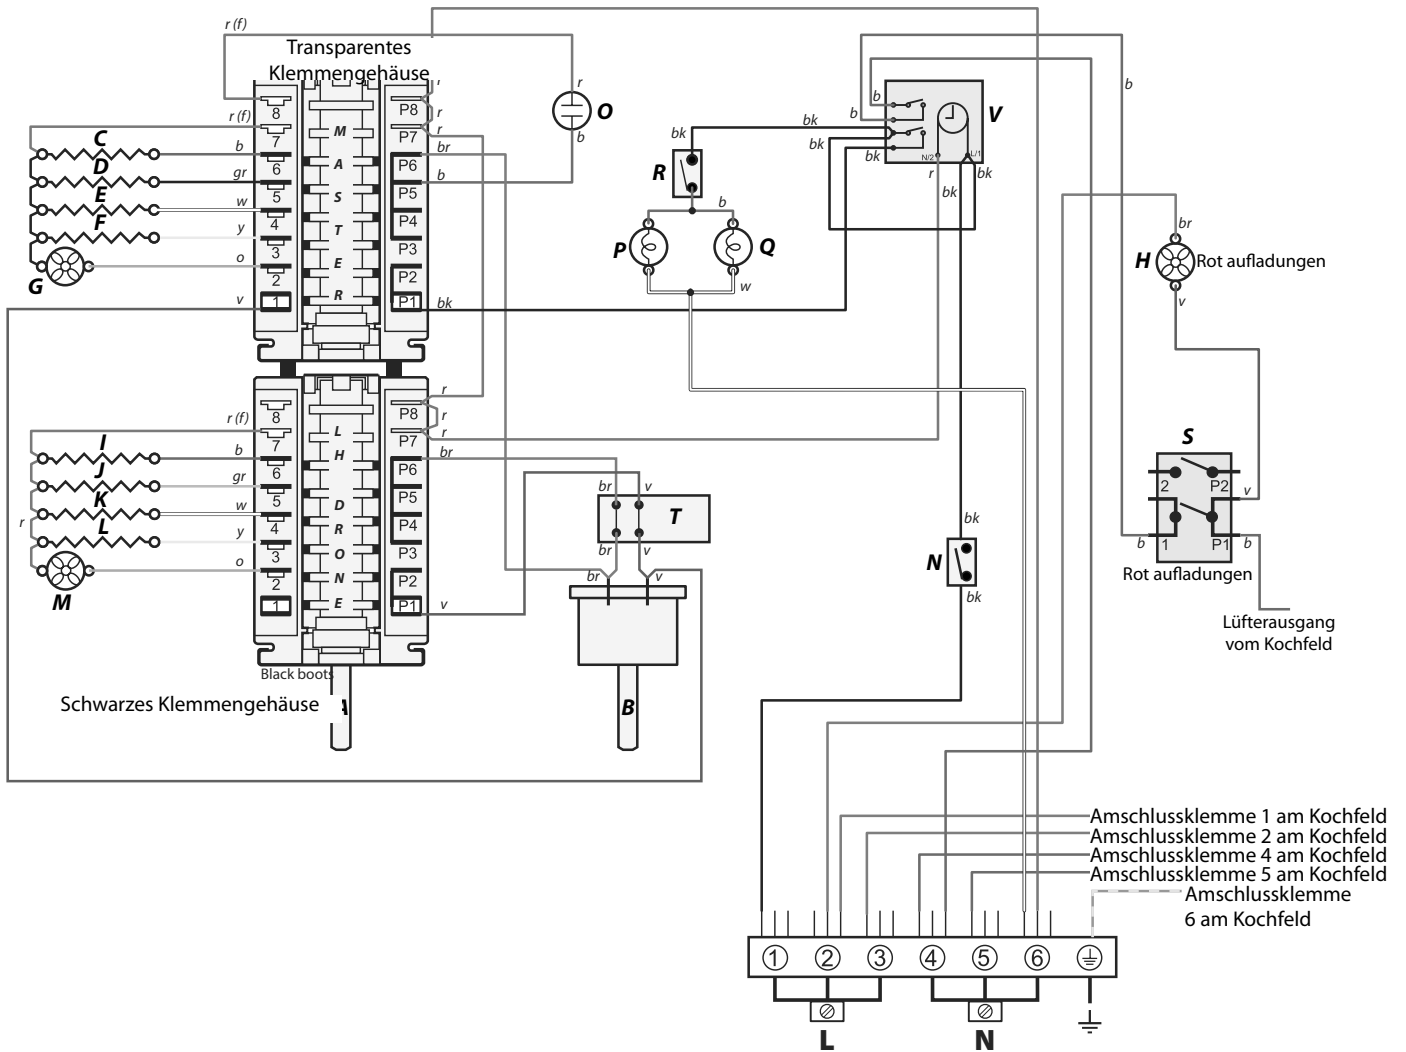 r (f)
Transparentes
Klemmengehäuse
r
b
O
8
7
6
5
4
3
2
1
M
A
S
T
E
R
P8
P7
P6
P5
P4
P3
P2
P1
r
r
br
b
bk
r (f)
b
gr
w
y
o
v
C
D
E
F
G
bk
R
b
P
Q
w
bk
bk
bk
b
b
V
N/2
L/1
r
bk
bk
b
br
H
Rot aufladungen
v
S
2
P2
v
b
1
P1
b
Rot aufladungen
Lüfterausgang
vom Kochfeld
r (f)
b
gr
w
y
o
r
I
J
K
L
M
8
7
6
5
4
3
2
1
L
H
D
R
O
N
E
P8
P7
P6
P5
P4
P3
P2
P1
r
r
r
br
v
br
v
T
br
v
br
v
bk
N
bk
Black boots
Schwarzes Klemmengehäuse
A
B
Amschlussklemme 1 am Kochfeld
Amschlussklemme 2 am Kochfeld
Amschlussklemme 4 am Kochfeld
Amschlussklemme 5 am Kochfeld
Amschlussklemme
6 am Kochfeld
1
2
3
4
5
6
L
N